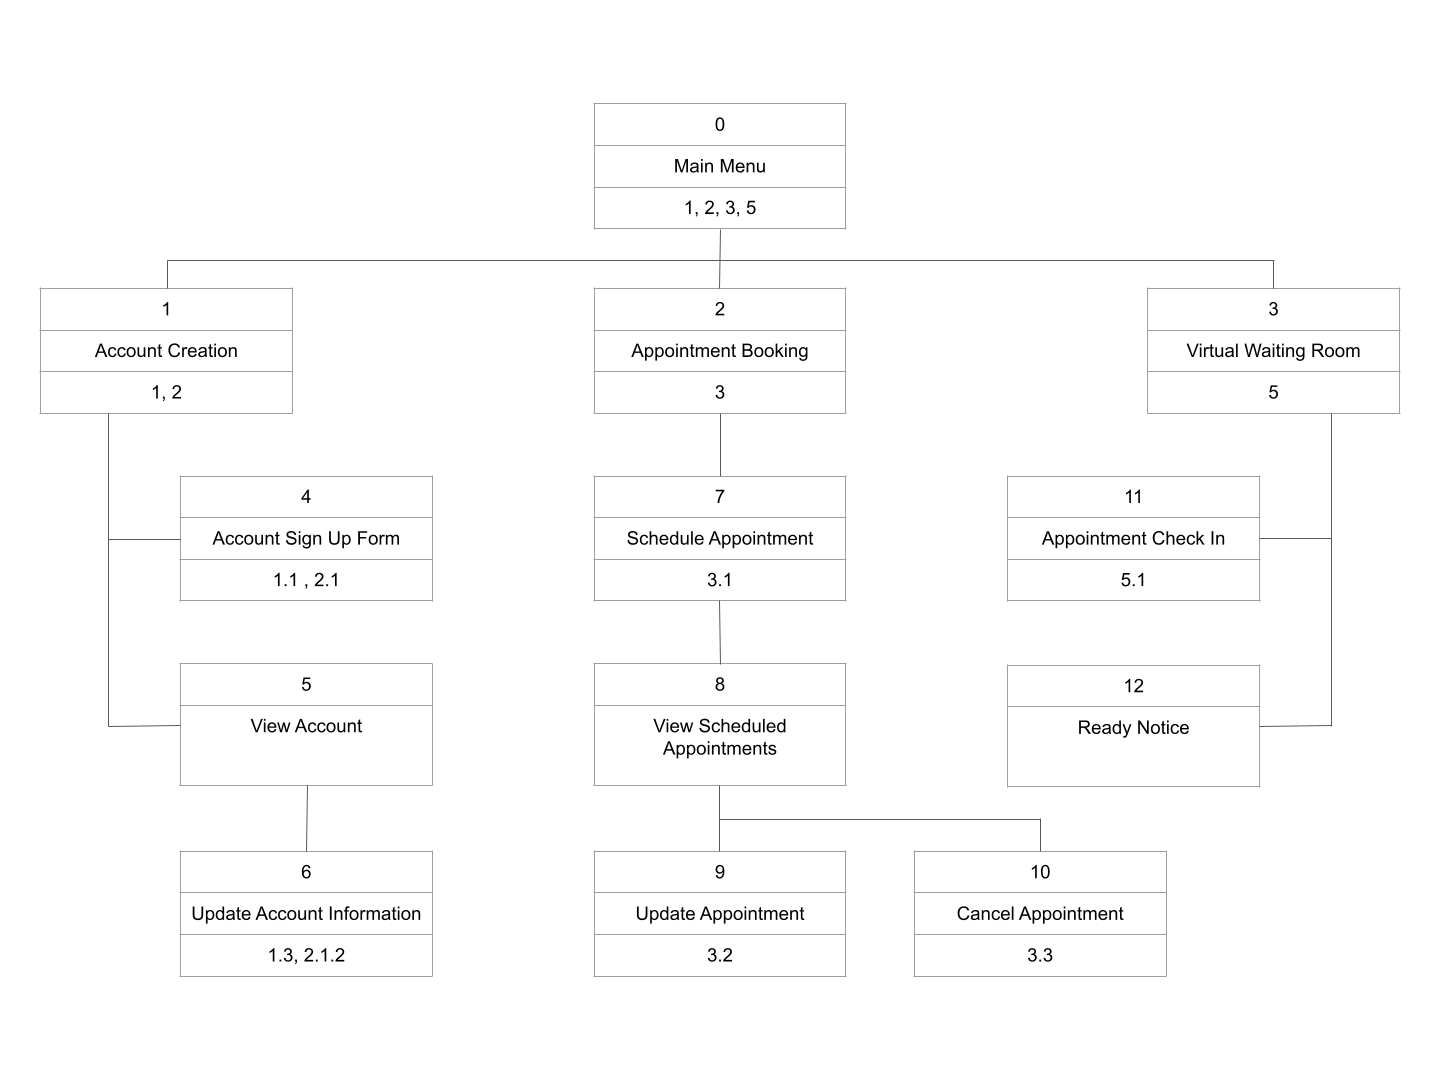 0
Main Menu
1, 2, 3, 5
1
Account Creation
1, 2
2
Appointment Booking
3
3
Virtual Waiting Room
5
4
Account Sign Up Form
1.1 , 2.1
7
Schedule Appointment
3.1
11
Appointment Check In
5.1
5
View Account
8
View Scheduled
Appointments
12
Ready Notice
6
Update Account Information
1.3, 2.1.2
9
Update Appointment
3.2
10
Cancel Appointment
3.3